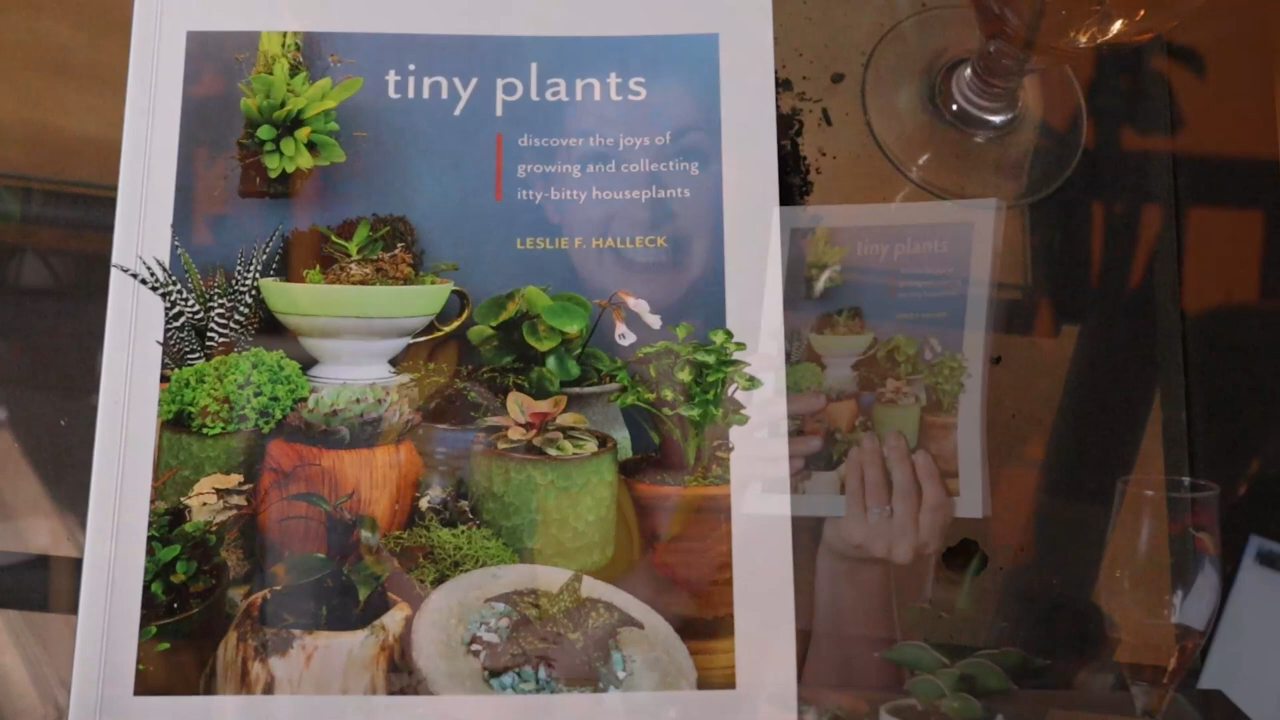 tiny plants
discover the joys of
growing and collecting
itty-bitty houseplants
LESLIE F. HALLECK
tiny plants